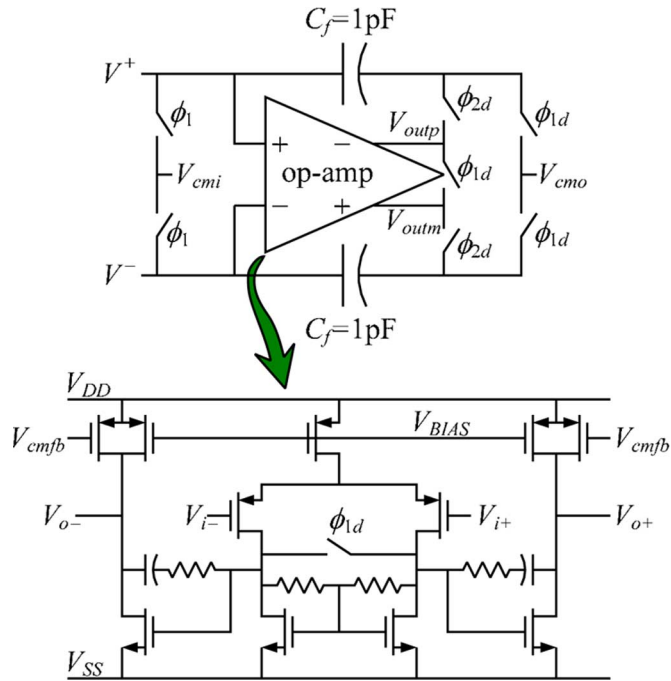 C_f=1pF
V^+
ϕ_1
V_cmi
ϕ_1
V^-
+
−
−
+
op-amp
V_outp
V_outm
ϕ_2d
ϕ_1d
ϕ_2d
ϕ_1d
V_cmo
ϕ_1d
C_f=1pF
V_DD
V_cmfb
V_BIAS
V_cmfb
V_o−
V_i−
ϕ_1d
V_i+
V_o+
V_SS